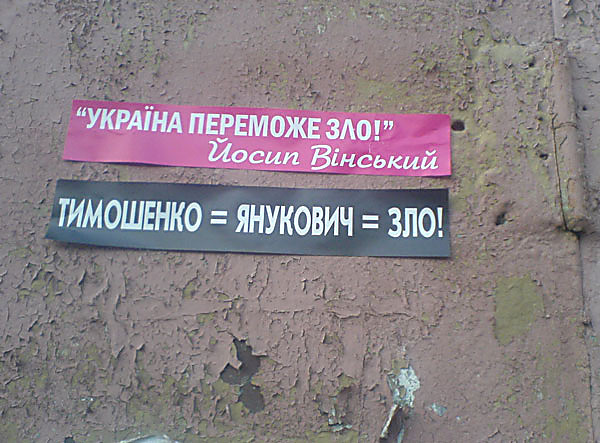 “УКРАЇНА ПЕРЕМОЖЕ ЗЛО!”
Йосип Вінський
ТИМОШЕНКО = ЯНУКОВИЧ = ЗЛО!